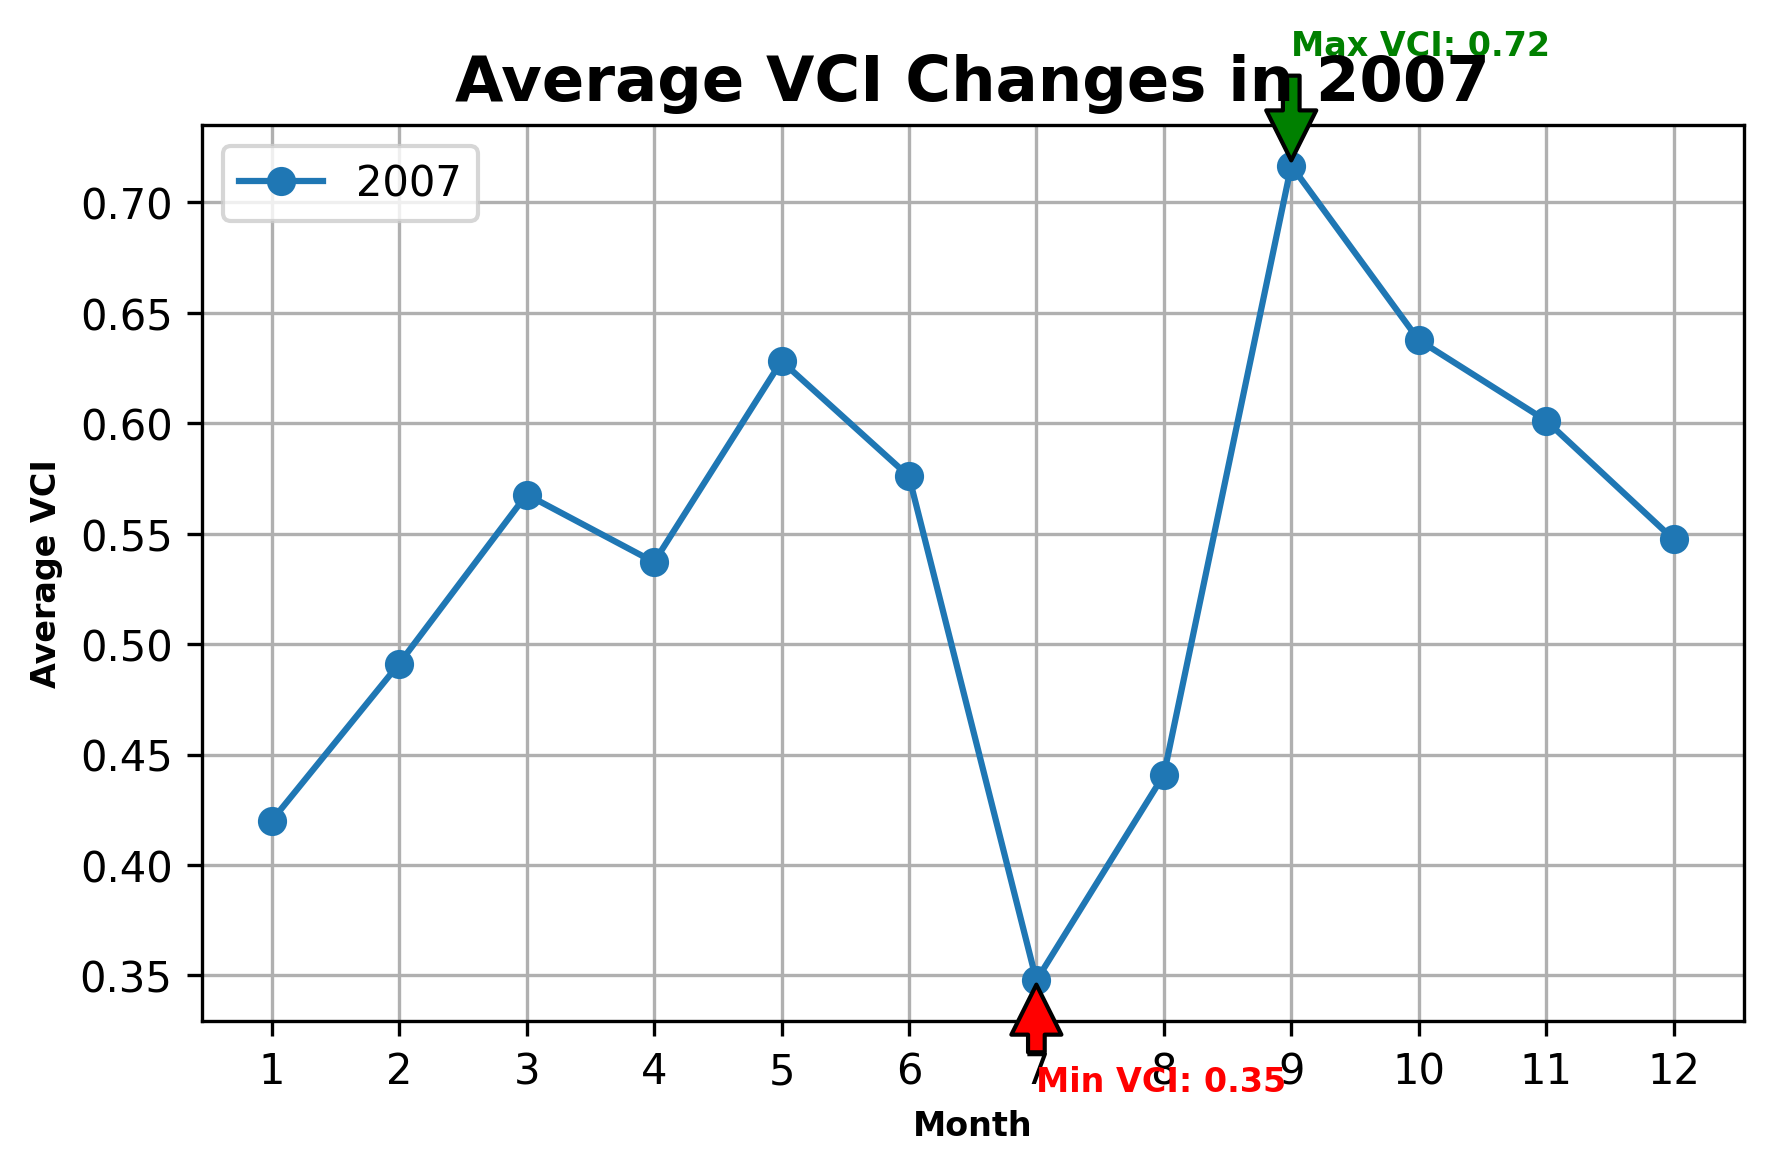 Max VCI: 0.72
Average VCI Changes in 2007
2007
0.70
0.65
0.60
0.55
0.50
0.45
0.40
0.35
Average VCI
1 2 3 4 5 6 7 8 9 10 11 12
Min VCI: 0.35
Month